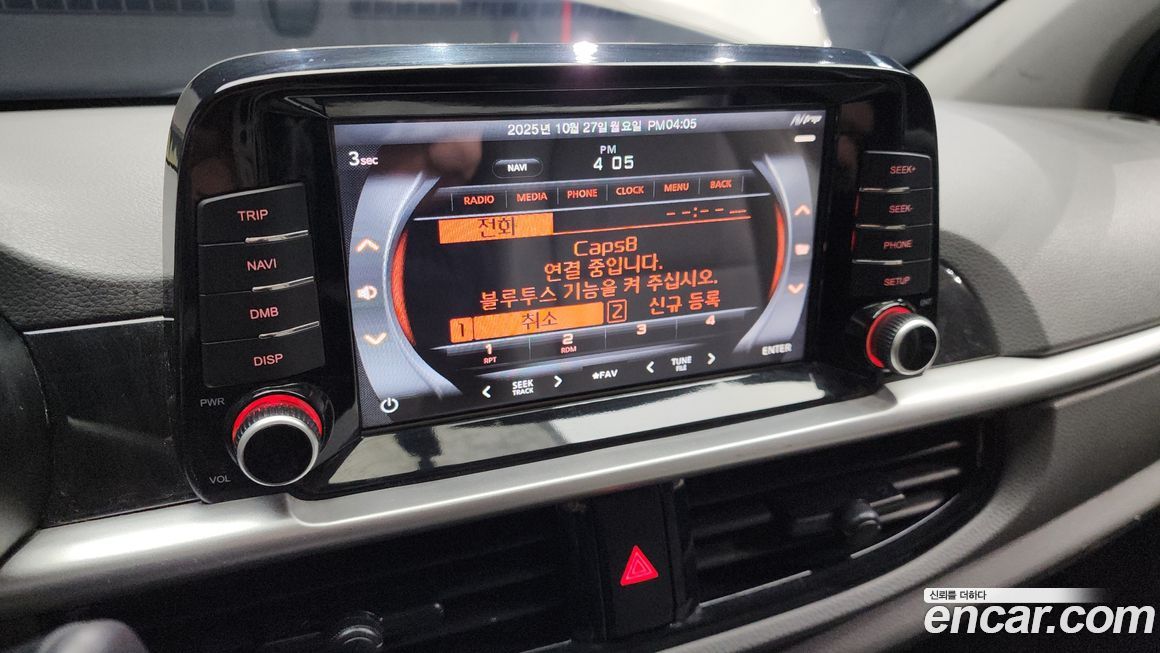 2025년 10월 27일 월요일 PM04:05
3 SEC
NAVI
PM
4 05
RADIO MEDIA PHONE CLOCK MENU BACK
전화
--:-- --
Caps8
연결 중입니다.
블루투스 기능을 켜 주십시오.
1 취소 2 신규 등록
1 2 3 4
RPT RDM
SEEK
TRACK
★FAV
TUNE
FILE
ENTER
TRIP
NAVI
DMB
DISP
PWR
VOL
SEEK+
SEEK-
PHONE
SETUP
ENT
신뢰를 더하다
encar.com